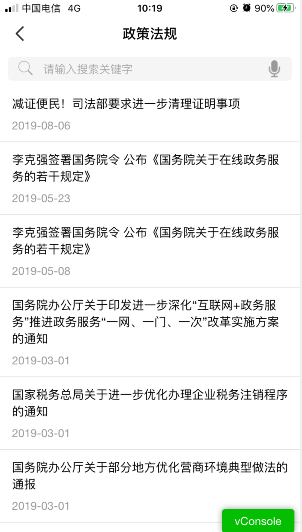 中国电信 4G 10:19 90%
政策法规
请输入搜索关键字
减证便民！司法部要求进一步清理证明事项
2019-08-06
李克强签署国务院令 公布《国务院关于在线政务服
务的若干规定》
2019-05-23
李克强签署国务院令 公布《国务院关于在线政务服
务的若干规定》
2019-05-08
国务院办公厅关于印发进一步深化“互联网+政务服
务”推进政务服务“一网、一门、一次”改革实施方案
的通知
2019-03-01
国家税务总局关于进一步优化办理企业税务注销程序
的通知
2019-03-01
国务院办公厅关于部分地方优化营商环境典型做法的
通报
2019-03-01
vConsole